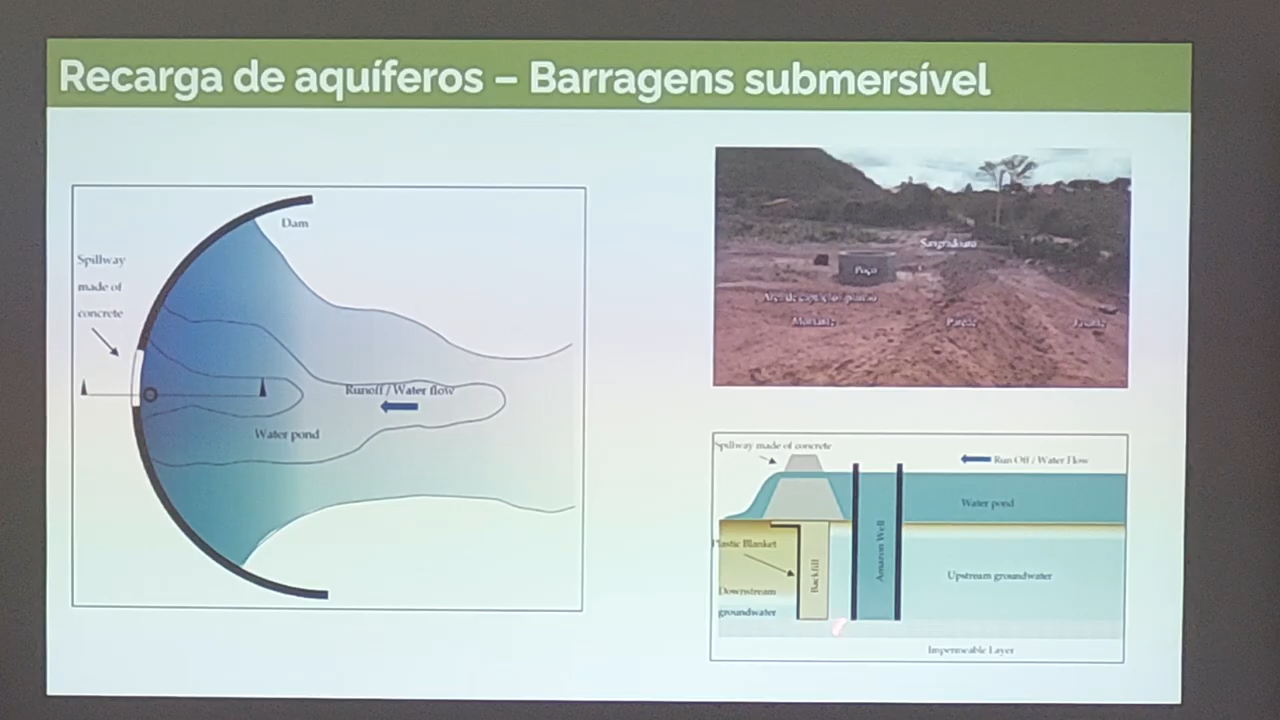 Recarga de aquíferos – Barragens submersível
Dam
Spillway
made of
concrete
Runoff / Water flow
Water pond
Sangradouro
Poço
Montante
Jusante
Spillway made of concrete
Run Off / Water Flow
Water pond
Plastic Blanket
Backfill
Amazon Well
Upstream groundwater
Downstream
groundwater
Impermeable Layer